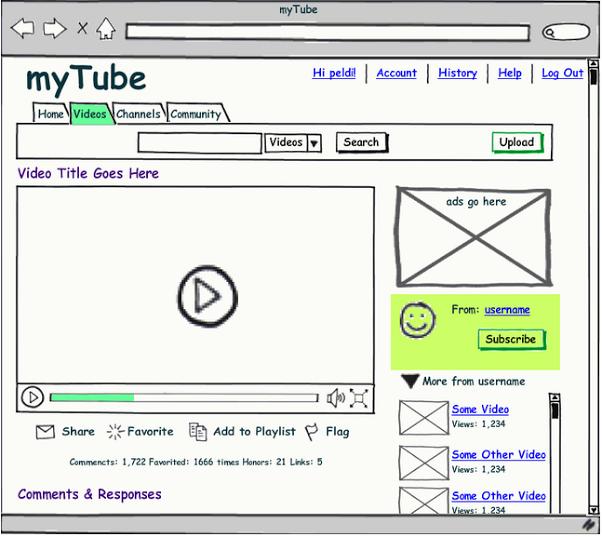 myTube
myTube
Hi peldi! Account History Help Log Out
Home Videos Channels Community
Videos Search Upload
Video Title Goes Here
ads go here
From: username
Subscribe
More from username
Some Video
Views: 1,234
Some Other Video
Views: 1,234
Some Other Video
Views: 1,234
Share Favorite Add to Playlist Flag
Commencts: 1,722 Favorited: 1666 times Honors: 21 Links: 5
Comments & Responses